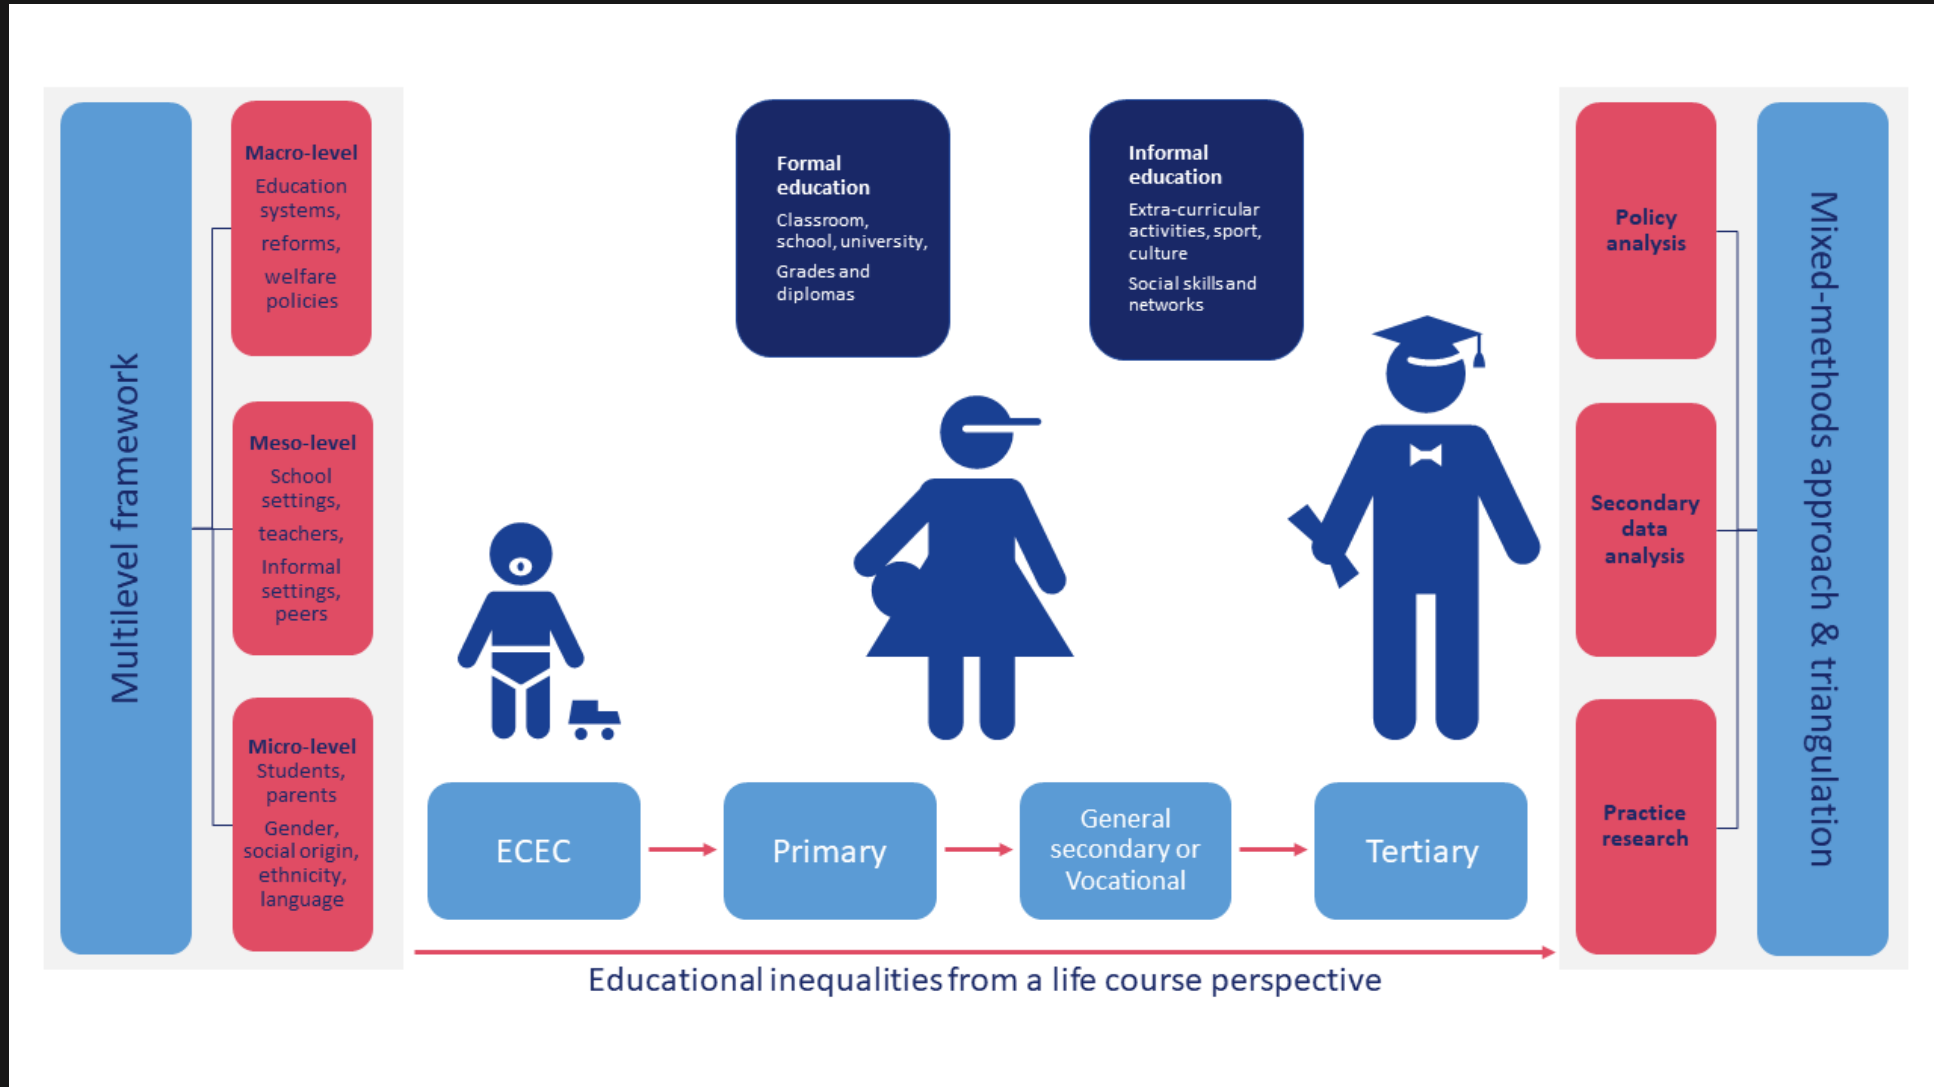 Multilevel framework
Macro-level
Education
systems,
reforms,
welfare
policies
Meso-level
School
settings,
teachers,
Informal
settings,
peers
Micro-level
Students,
parents
Gender,
social origin,
ethnicity,
language
Formal
education
Classroom,
school, university,
Grades and
diplomas
Informal
education
Extra-curricular
activities, sport,
culture
Social skills and
networks
ECEC
Primary
General
secondary or
Vocational
Tertiary
Educational inequalities from a life course perspective
Policy
analysis
Secondary
data
analysis
Practice
research
Mixed-methods approach & triangulation